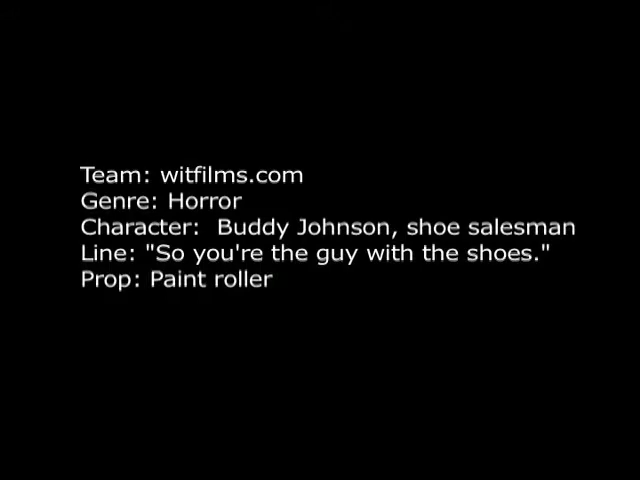 Team: witfilms.com
Genre: Horror
Character:  Buddy Johnson, shoe salesman
Line: "So you're the guy with the shoes."
Prop: Paint roller